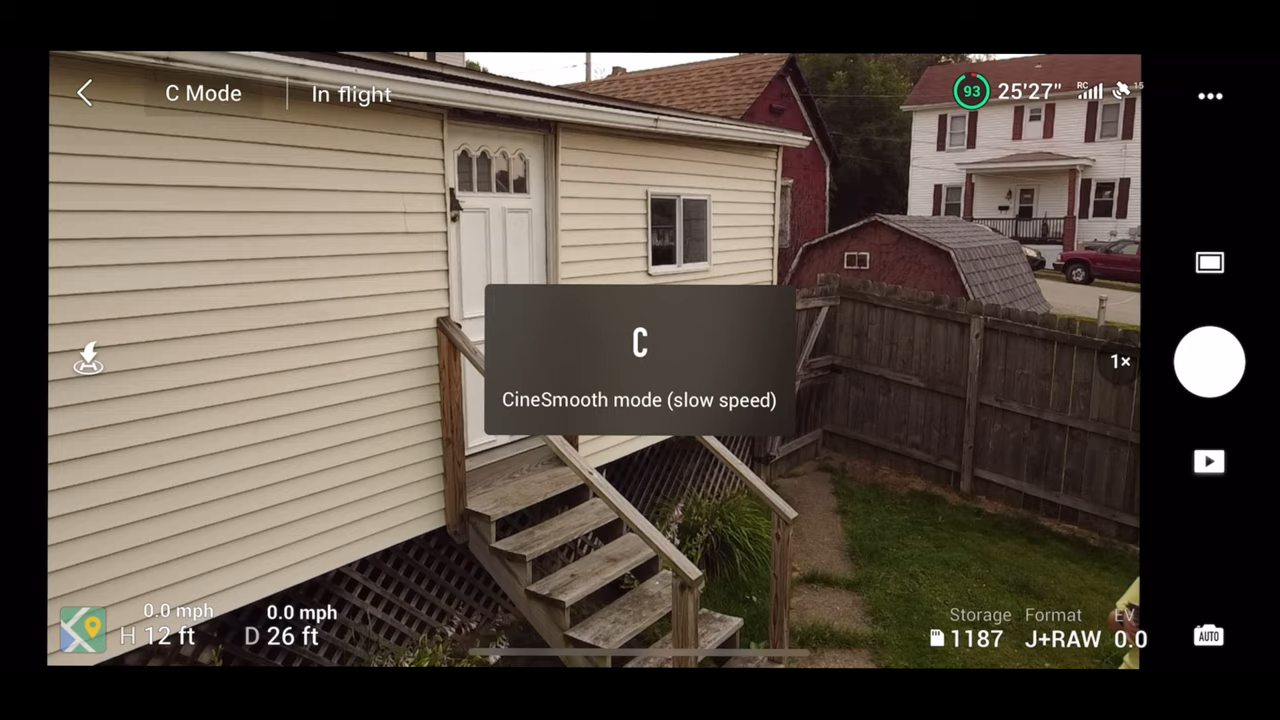 C Mode
In flight
93
25'27"
RC
15
C
CineSmooth mode (slow speed)
1×
0.0 mph
0.0 mph
H 12 ft
D 26 ft
Storage
Format
EV
1187
J+RAW
0.0
AUTO